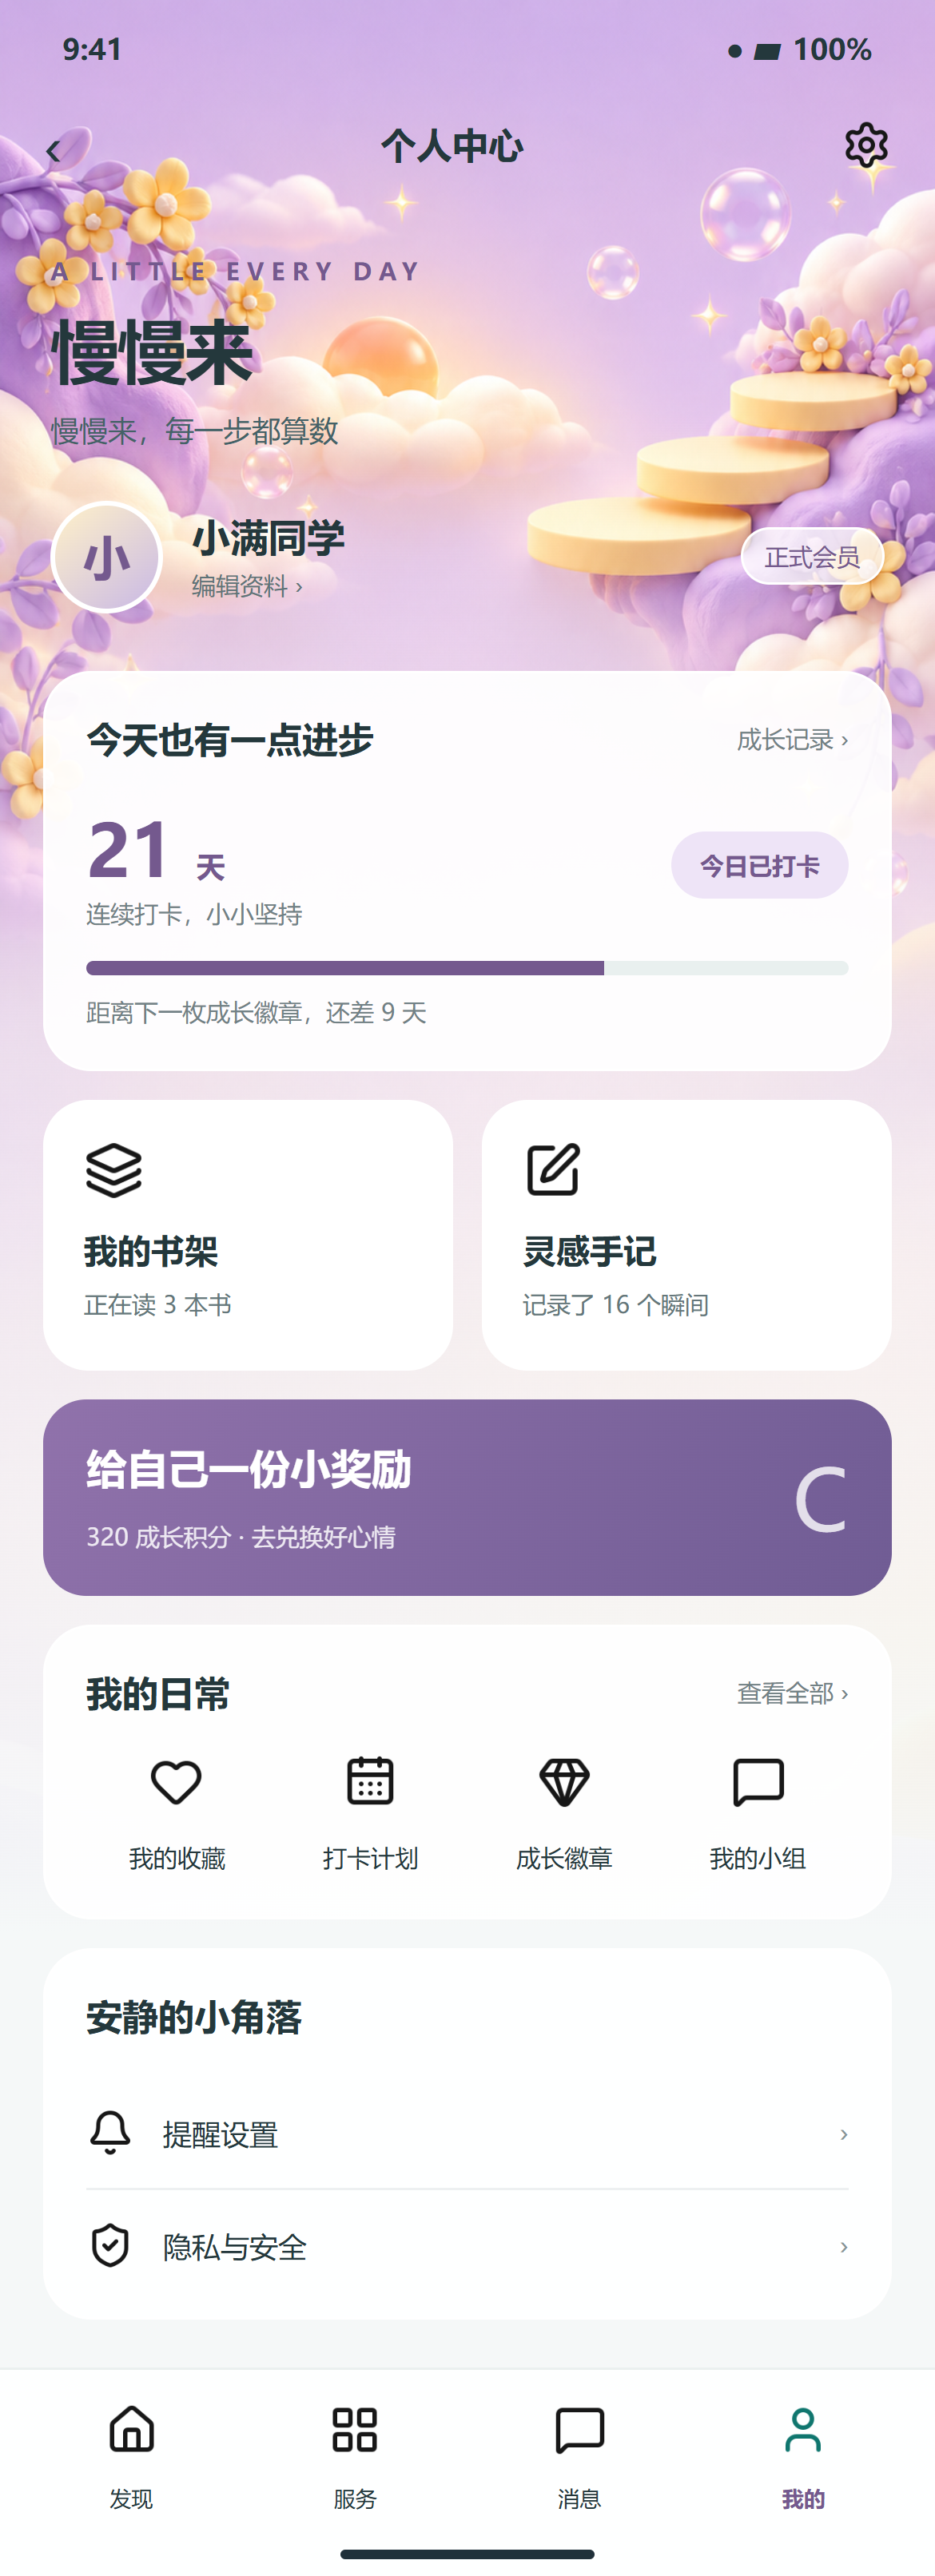 9:41
100%
‹ 个人中心
A LITTLE EVERY DAY
慢慢来
慢慢来，每一步都算数
小
小满同学
编辑资料 ›
正式会员
今天也有一点进步
成长记录 ›
21 天
今日已打卡
连续打卡，小小坚持
距离下一枚成长徽章，还差 9 天
我的书架
正在读 3 本书
灵感手记
记录了 16 个瞬间
给自己一份小奖励
320 成长积分 · 去兑换好心情
C
我的日常
查看全部 ›
我的收藏
打卡计划
成长徽章
我的小组
安静的小角落
提醒设置 ›
隐私与安全 ›
发现
服务
消息
我的